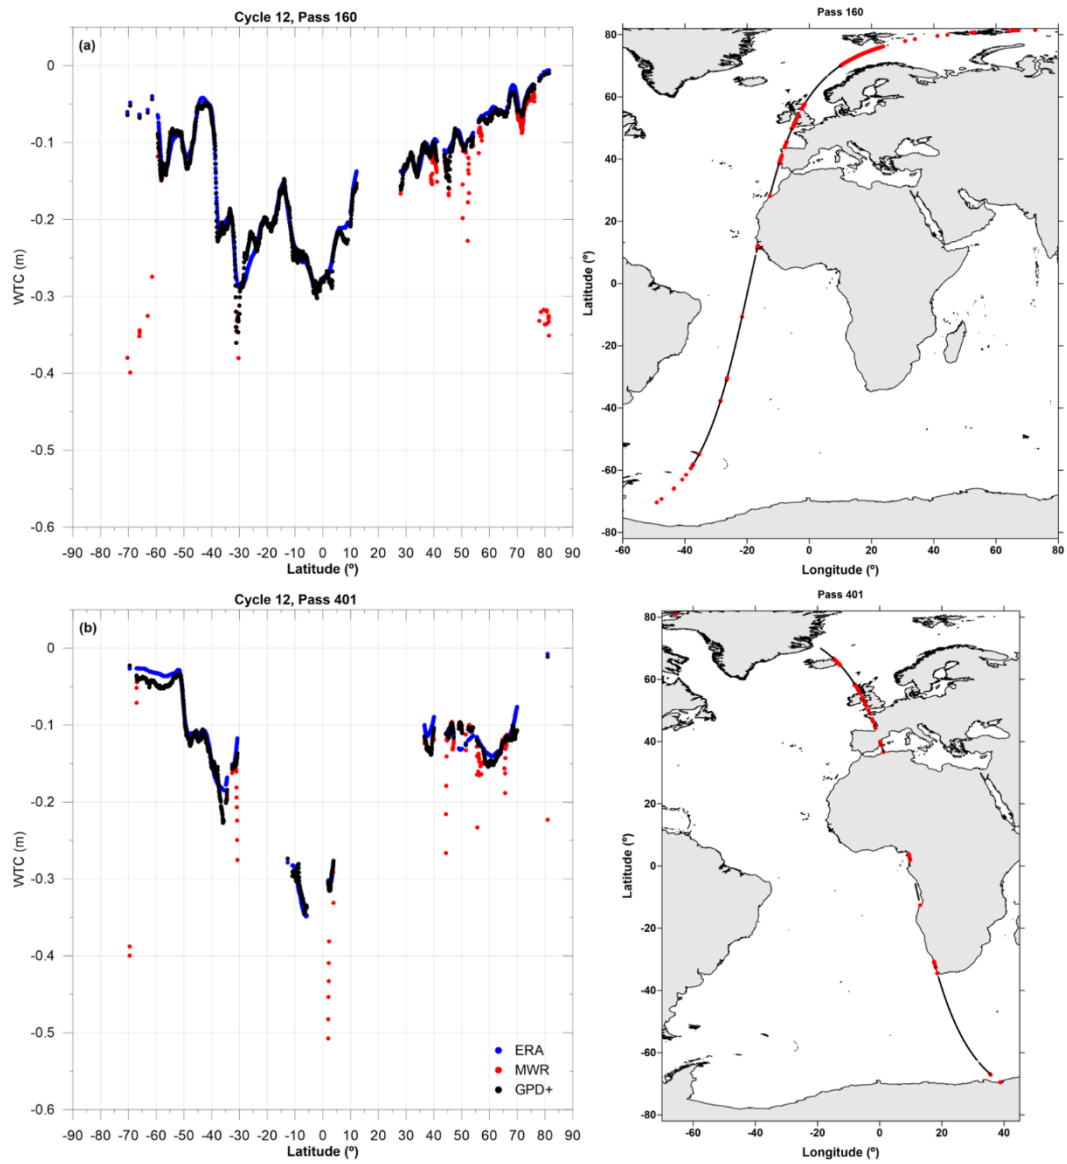 Cycle 12, Pass 160
(a)
0
-0.1
-0.2
-0.3
-0.4
-0.5
-0.6
WTC (m)
-90 -80 -70 -60 -50 -40 -30 -20 -10 0 10 20 30 40 50 60 70 80 90
Latitude (º)
Pass 160
80
60
40
20
0
-20
-40
-60
-80
Latitude (º)
-60 -40 -20 0 20 40 60 80
Longitude (º)
Cycle 12, Pass 401
(b)
0
-0.1
-0.2
-0.3
-0.4
-0.5
-0.6
WTC (m)
ERA
MWR
GPD+
-90 -80 -70 -60 -50 -40 -30 -20 -10 0 10 20 30 40 50 60 70 80 90
Latitude (º)
Pass 401
80
60
40
20
0
-20
-40
-60
-80
Latitude (º)
-60 -40 -20 0 20 40
Longitude (º)